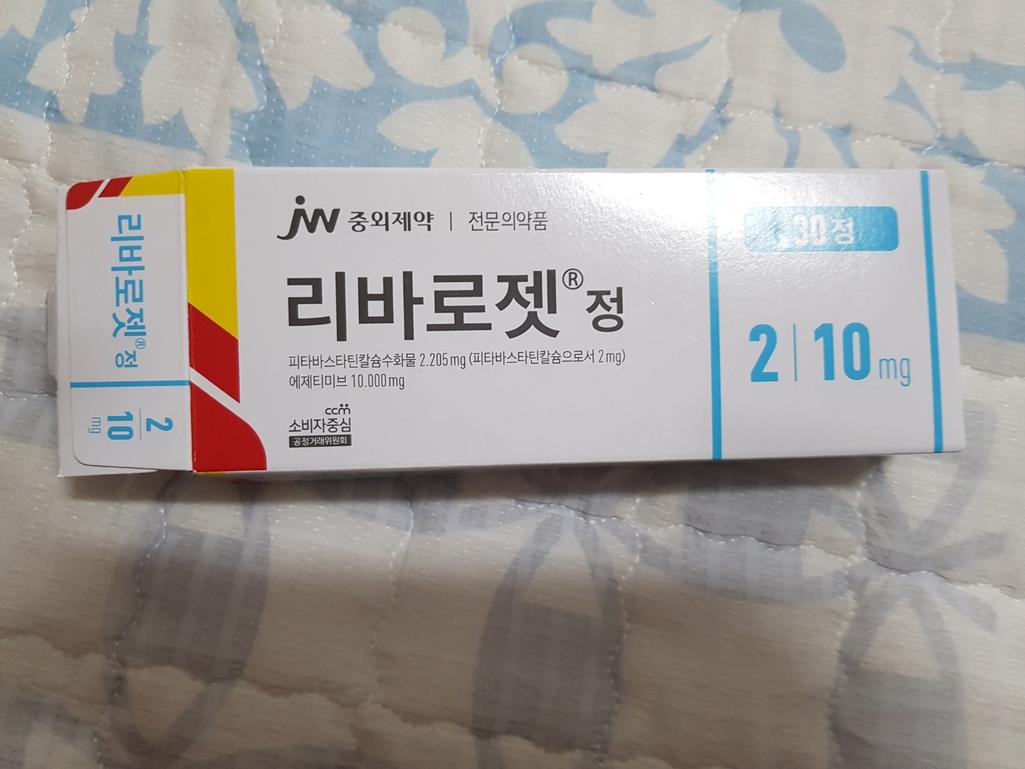 리바로젯® 정
2
10
mg
jw 중외제약 | 전문의약품
리바로젯® 정
피타바스타틴칼슘수화물 2.205 mg (피타바스타틴칼슘으로서 2 mg)
에제티미브 10.000 mg
ccm
소비자중심
공정거래위원회
30정
2 | 10 mg